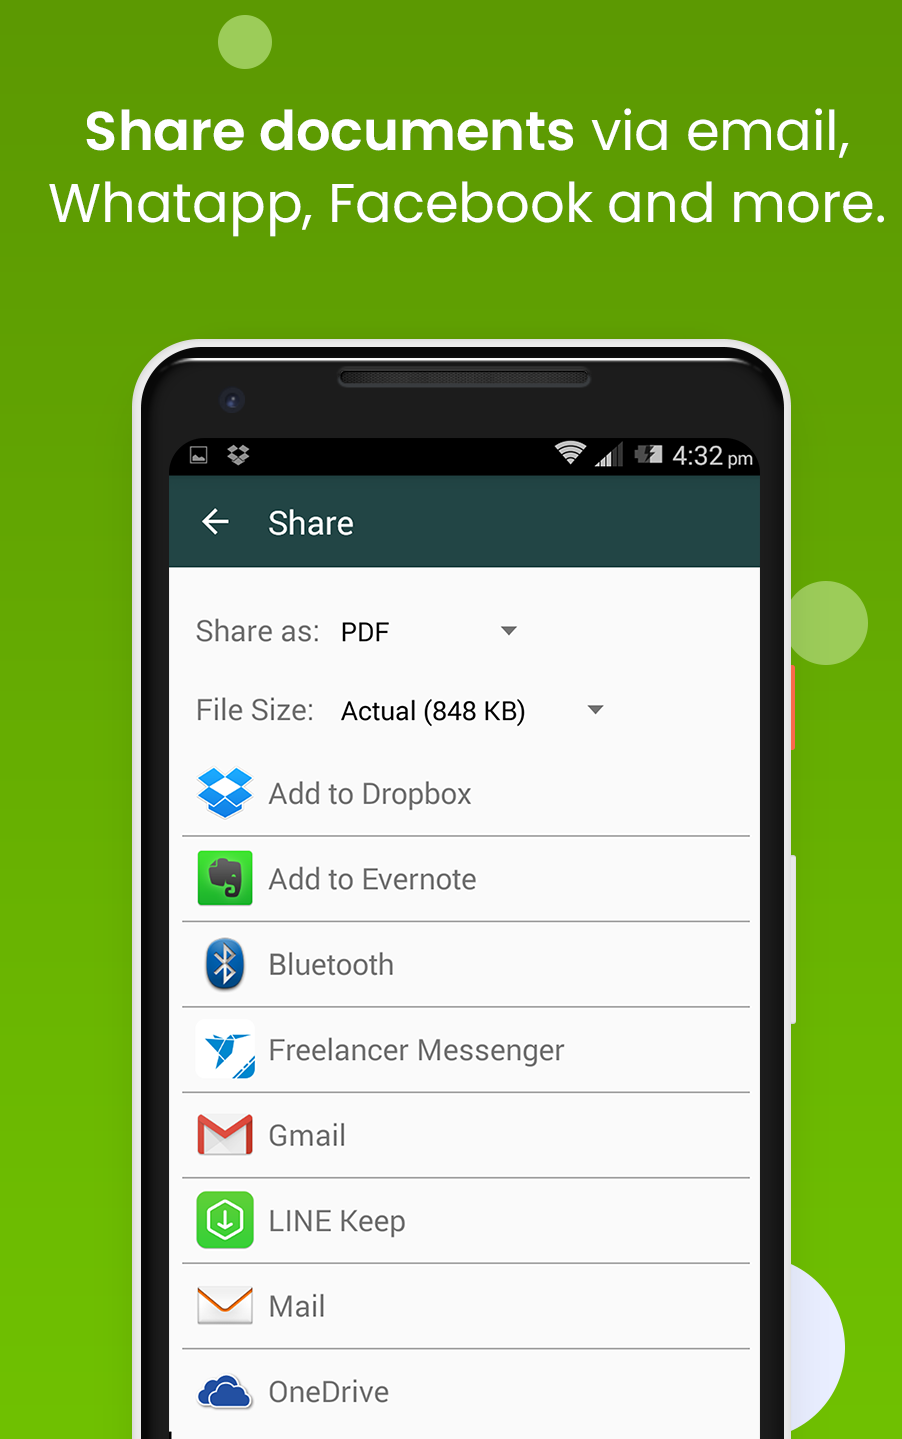 Share documents via email,
Whatapp, Facebook and more.
4:32 pm
Share
Share as: PDF
File Size: Actual (848 KB)
Add to Dropbox
Add to Evernote
Bluetooth
Freelancer Messenger
Gmail
LINE Keep
Mail
OneDrive